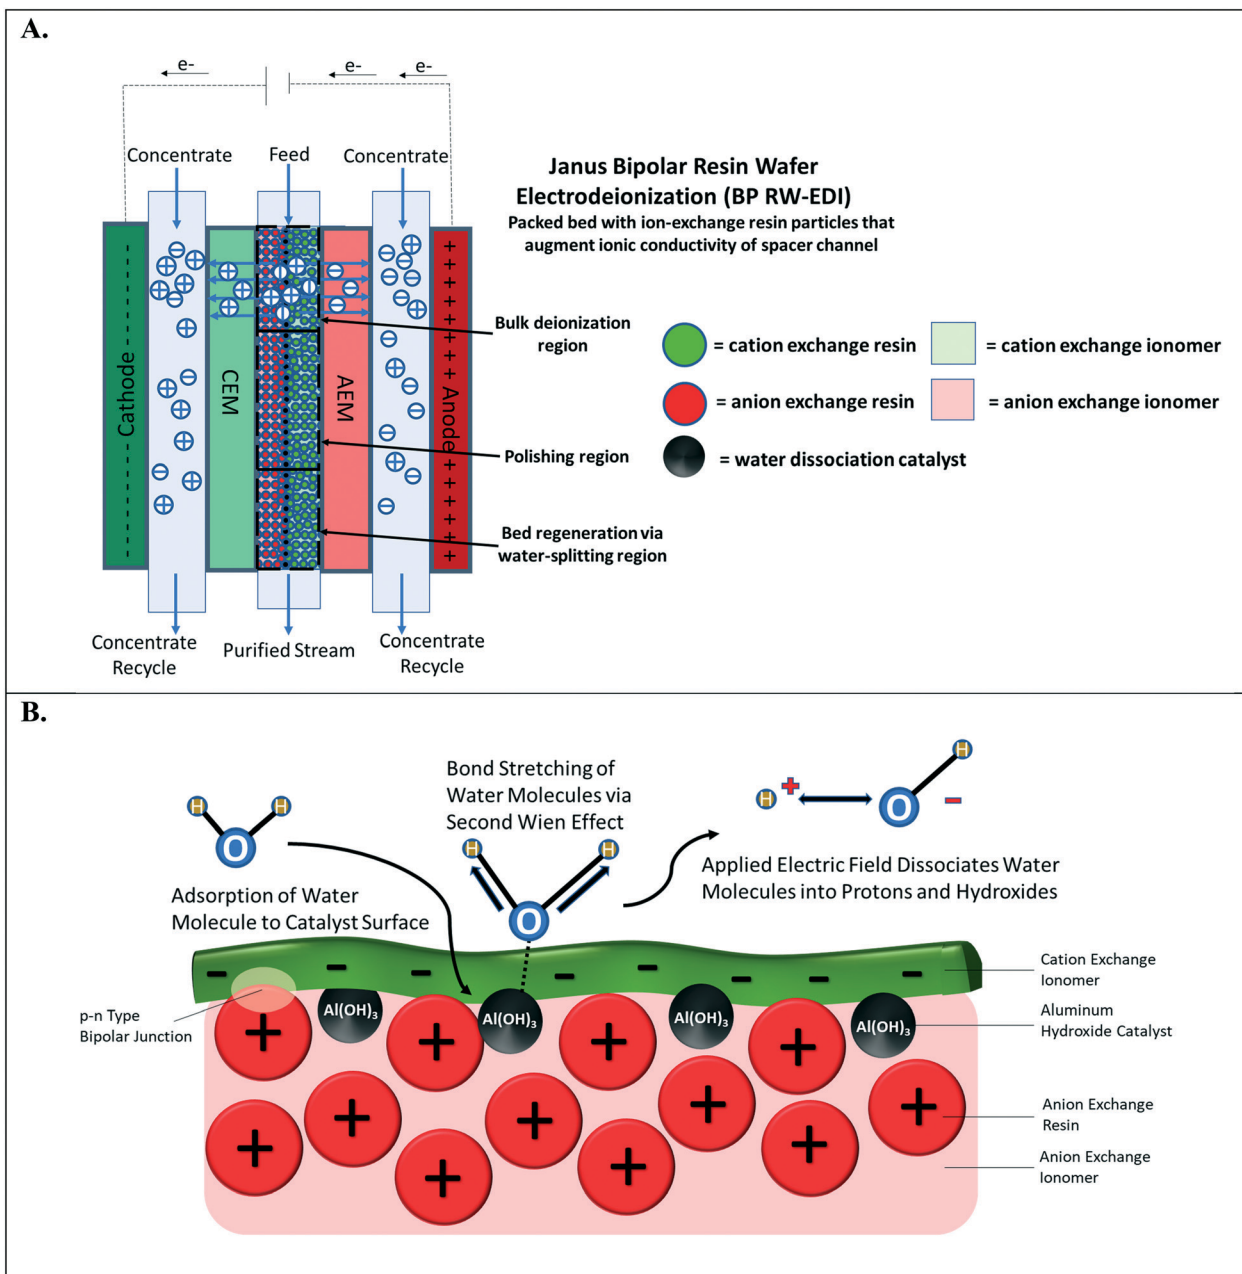 A.
e-
e-
e-
Concentrate
Feed
Concentrate
Janus Bipolar Resin Wafer
Electrodeionization (BP RW-EDI)
Packed bed with ion-exchange resin particles that
augment ionic conductivity of spacer channel
Cathode
CEM
AEM
Anode
Bulk deionization
region
Polishing region
Bed regeneration via
water-splitting region
= cation exchange resin
= cation exchange ionomer
= anion exchange resin
= anion exchange ionomer
= water dissociation catalyst
Concentrate
Recycle
Purified Stream
Concentrate
Recycle
B.
H
H
O
Bond Stretching of
Water Molecules via
Second Wien Effect
H
H
O
H
H
O
Adsorption of Water
Molecule to Catalyst Surface
Applied Electric Field Dissociates Water
Molecules into Protons and Hydroxides
p-n Type
Bipolar Junction
Al(OH)3
Al(OH)3
Al(OH)3
Al(OH)3
Cation Exchange
Ionomer
Aluminum
Hydroxide Catalyst
Anion Exchange
Resin
Anion Exchange
Ionomer